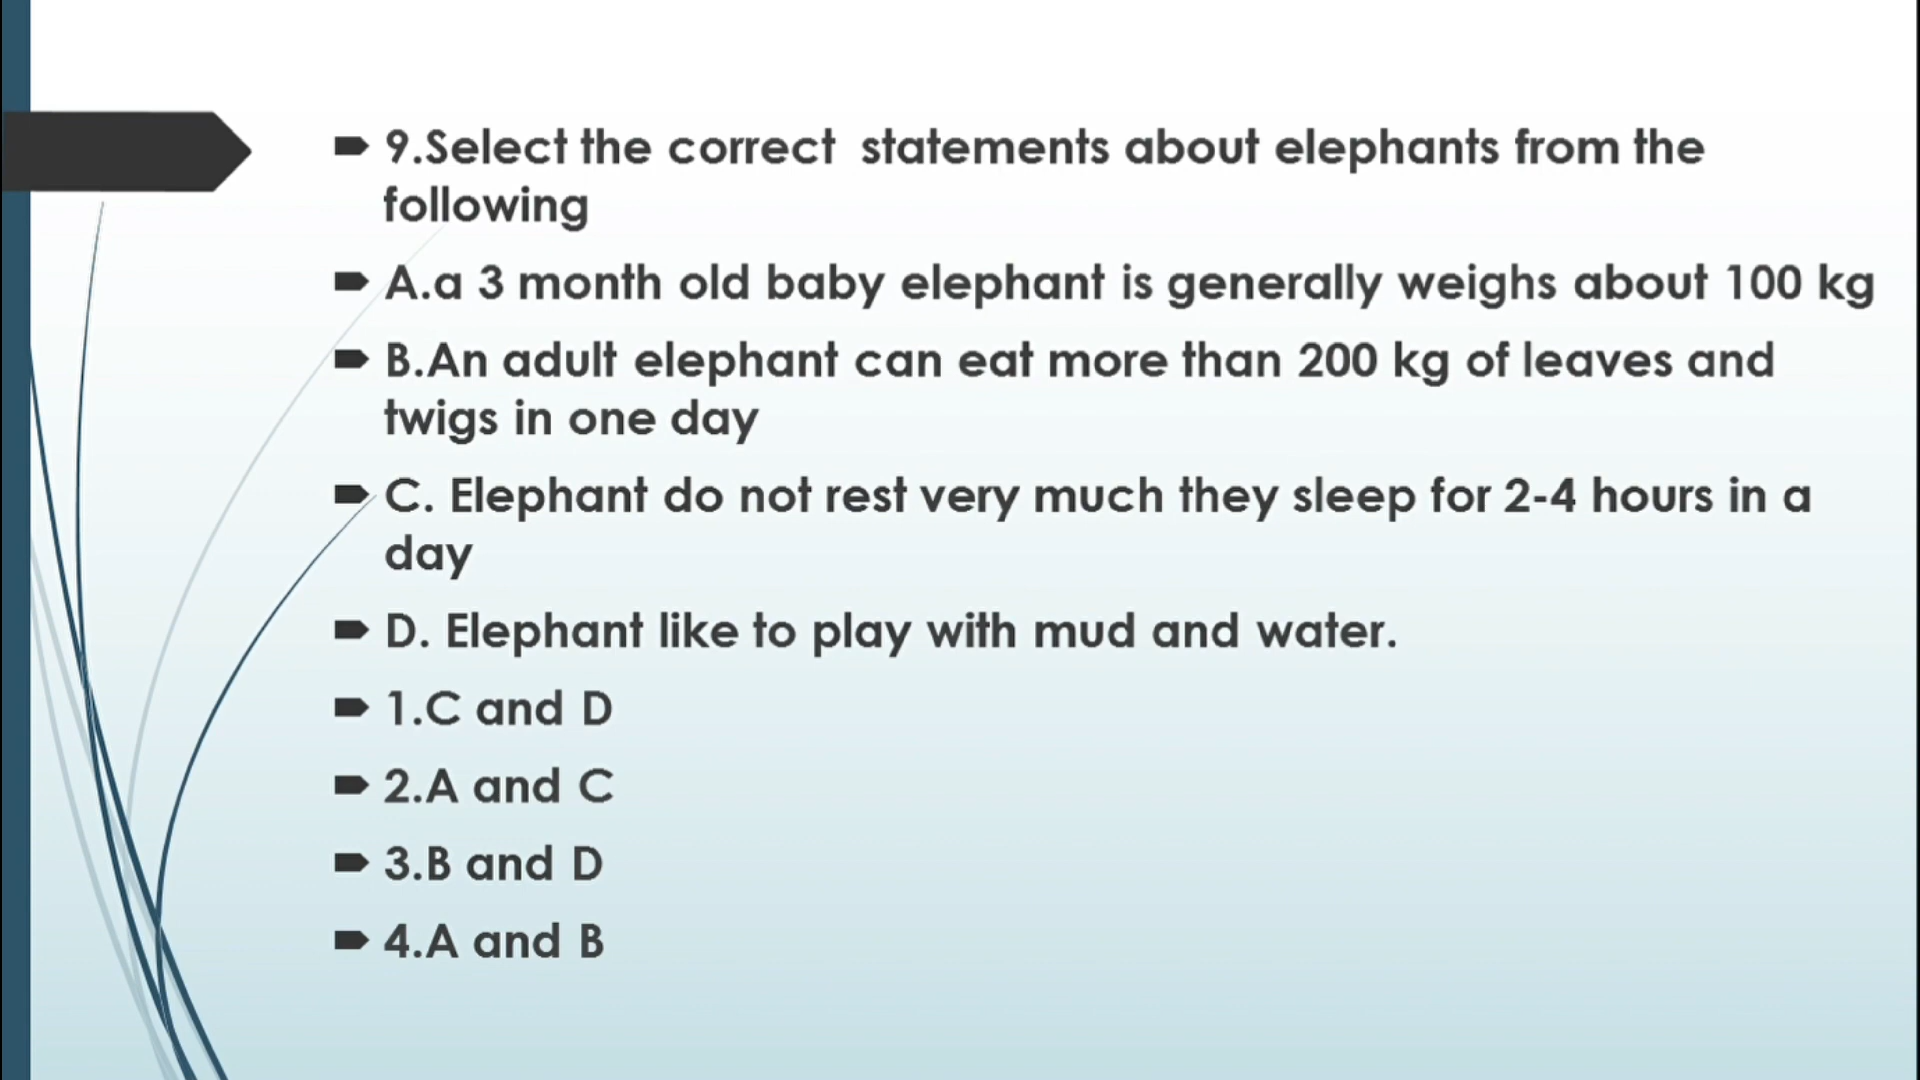 9.Select the correct statements about elephants from the
following
A.a 3 month old baby elephant is generally weighs about 100 kg
B.An adult elephant can eat more than 200 kg of leaves and
twigs in one day
C. Elephant do not rest very much they sleep for 2-4 hours in a
day
D. Elephant like to play with mud and water.
1.C and D
2.A and C
3.B and D
4.A and B